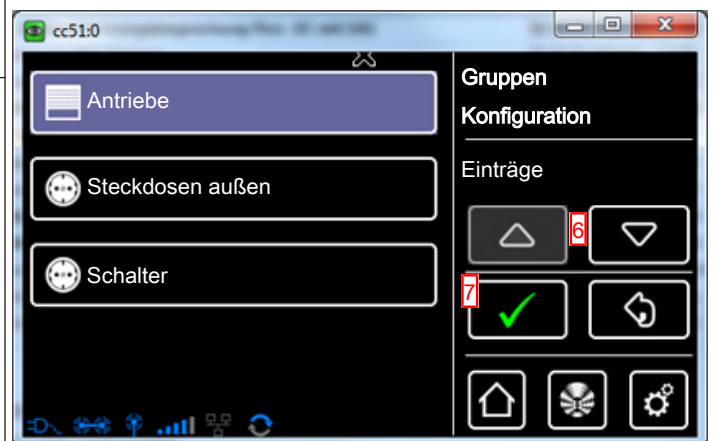 cc51:0
Antriebe
Steckdosen außen
Schalter
Gruppen
Konfiguration
Einträge
6
7